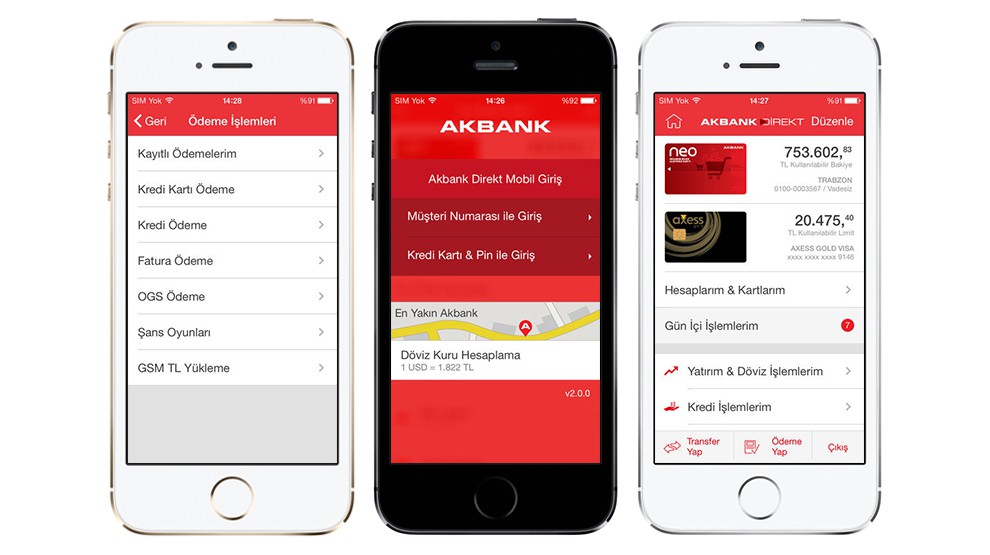 SIM Yok 14:28 %91
Geri Ödeme İşlemleri
Kayıtlı Ödemelerim
Kredi Kartı Ödeme
Kredi Ödeme
Fatura Ödeme
OGS Ödeme
Şans Oyunları
GSM TL Yükleme
SIM Yok 14:26 %92
AKBANK
Akbank Direkt Mobil Giriş
Müşteri Numarası ile Giriş
Kredi Kartı & Pin ile Giriş
En Yakın Akbank
A
Döviz Kuru Hesaplama
1 USD = 1.822 TL
v2.0.0
SIM Yok 14:27 %91
AKBANK DİREKT Düzenle
neo
AKBANK
753.602,83
TL Kullanılabilir Bakiye
TRABZON
0100-0003567 / Vadesiz
axess
20.475,40
TL Kullanılabilir Limit
AXESS GOLD VISA
xxxx xxxx xxxx 9146
Hesaplarım & Kartlarım
Gün İçi İşlemlerim 7
Yatırım & Döviz İşlemlerim
Kredi İşlemlerim
Transfer
Yap
Ödeme
Yap
Çıkış